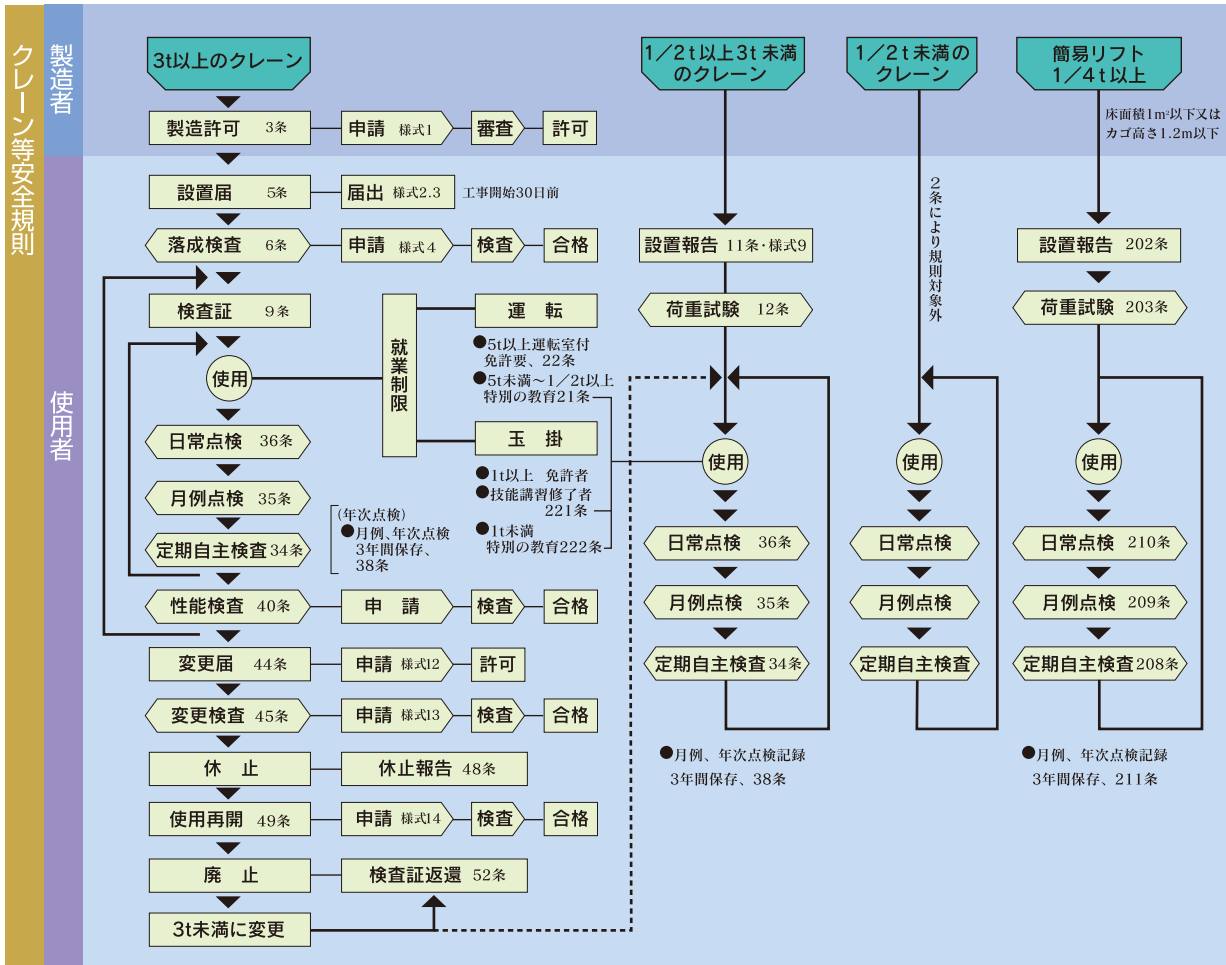 クレーン等安全規則
製造者
使用者
3t以上のクレーン
製造許可 3条
申請 様式1
審査
許可
設置届 5条
届出 様式2.3
工事開始30日前
落成検査 6条
申請 様式4
検査
合格
検査証 9条
使用
日常点検 36条
月例点検 35条
定期自主検査 34条
性能検査 40条
申 請
検査
合格
変更届 44条
申請 様式12
許可
変更検査 45条
申請 様式13
検査
合格
休 止
休止報告 48条
使用再開 49条
申請 様式14
検査
合格
廃 止
検査証返還 52条
3t未満に変更
就業制限
運 転
●5t以上運転室付
免許要、22条
●5t未満～1／2t以上
特別の教育21条
玉 掛
●1t以上 免許者
●技能講習修了者
221条
●1t未満
特別の教育222条
(年次点検)
●月例、年次点検
3年間保存、
38条
1／2t以上3t未満
のクレーン
設置報告 11条・様式9
荷重試験 12条
使用
日常点検 36条
月例点検 35条
定期自主検査 34条
●月例、年次点検記録
3年間保存、38条
1／2t未満の
クレーン
2条により規則対象外
使用
日常点検
月例点検
定期自主検査
簡易リフト
1／4t以上
床面積1m²以下又は
カゴ高さ1.2m以下
設置報告 202条
荷重試験 203条
使用
日常点検 210条
月例点検 209条
定期自主検査 208条
●月例、年次点検記録
3年間保存、211条